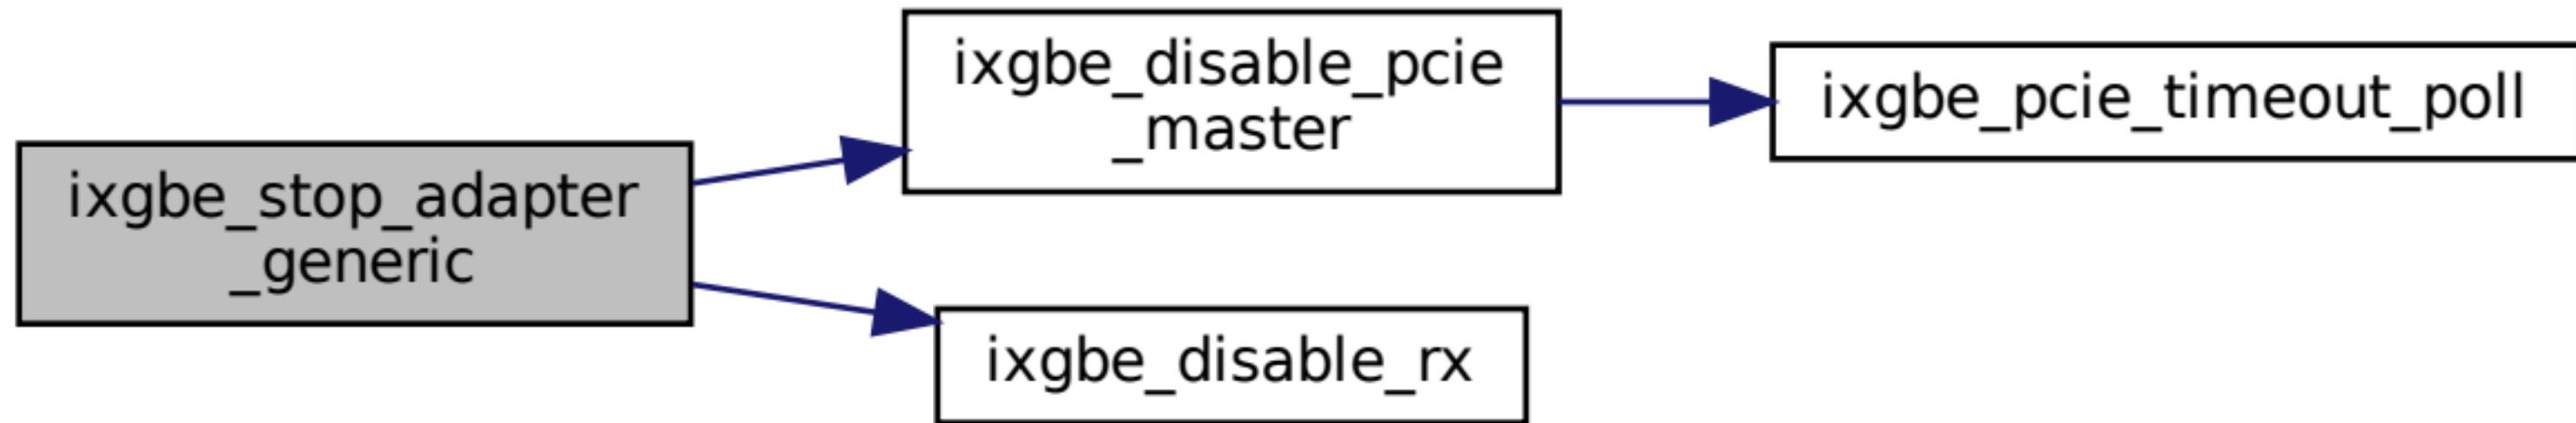 ixgbe_stop_adapter
_generic
ixgbe_disable_pcie
_master
ixgbe_pcie_timeout_poll
ixgbe_disable_rx